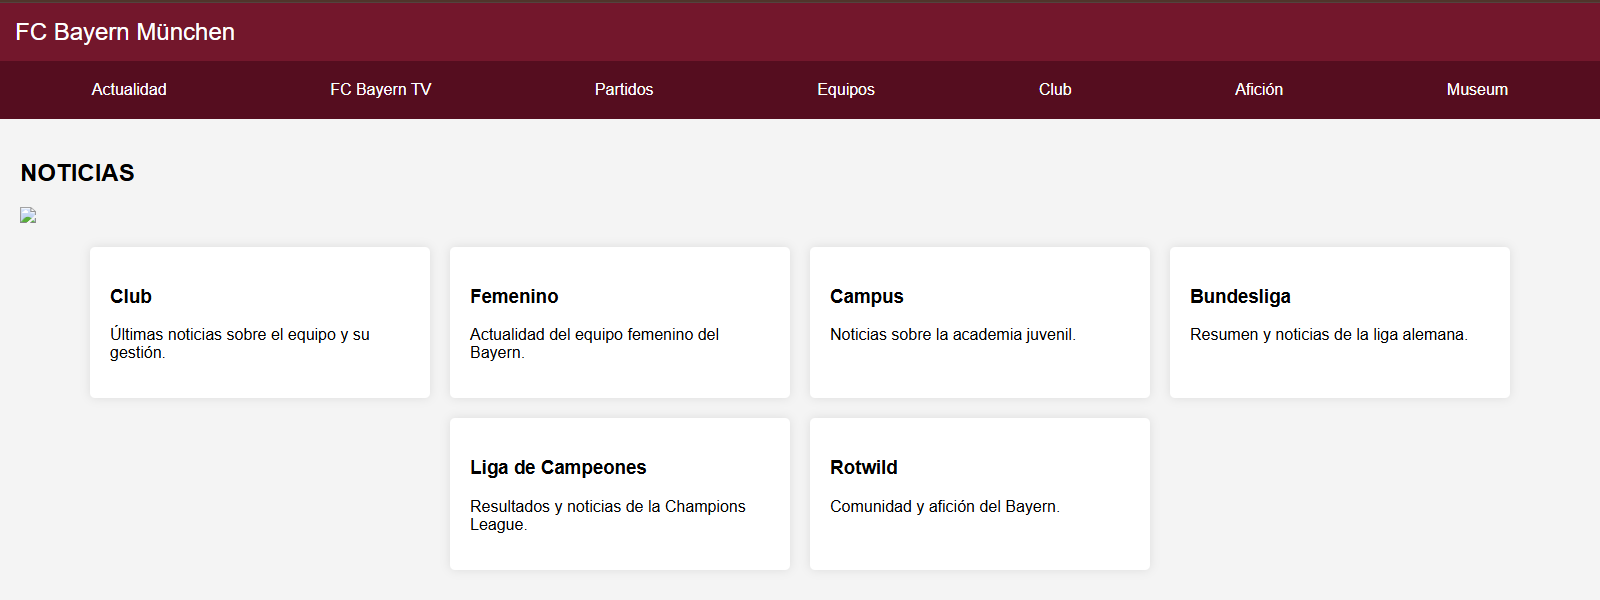 FC Bayern München
Actualidad FC Bayern TV Partidos Equipos Club Afición Museum
NOTICIAS
Club
Últimas noticias sobre el equipo y su
gestión.
Femenino
Actualidad del equipo femenino del
Bayern.
Campus
Noticias sobre la academia juvenil.
Bundesliga
Resumen y noticias de la liga alemana.
Liga de Campeones
Resultados y noticias de la Champions
League.
Rotwild
Comunidad y afición del Bayern.